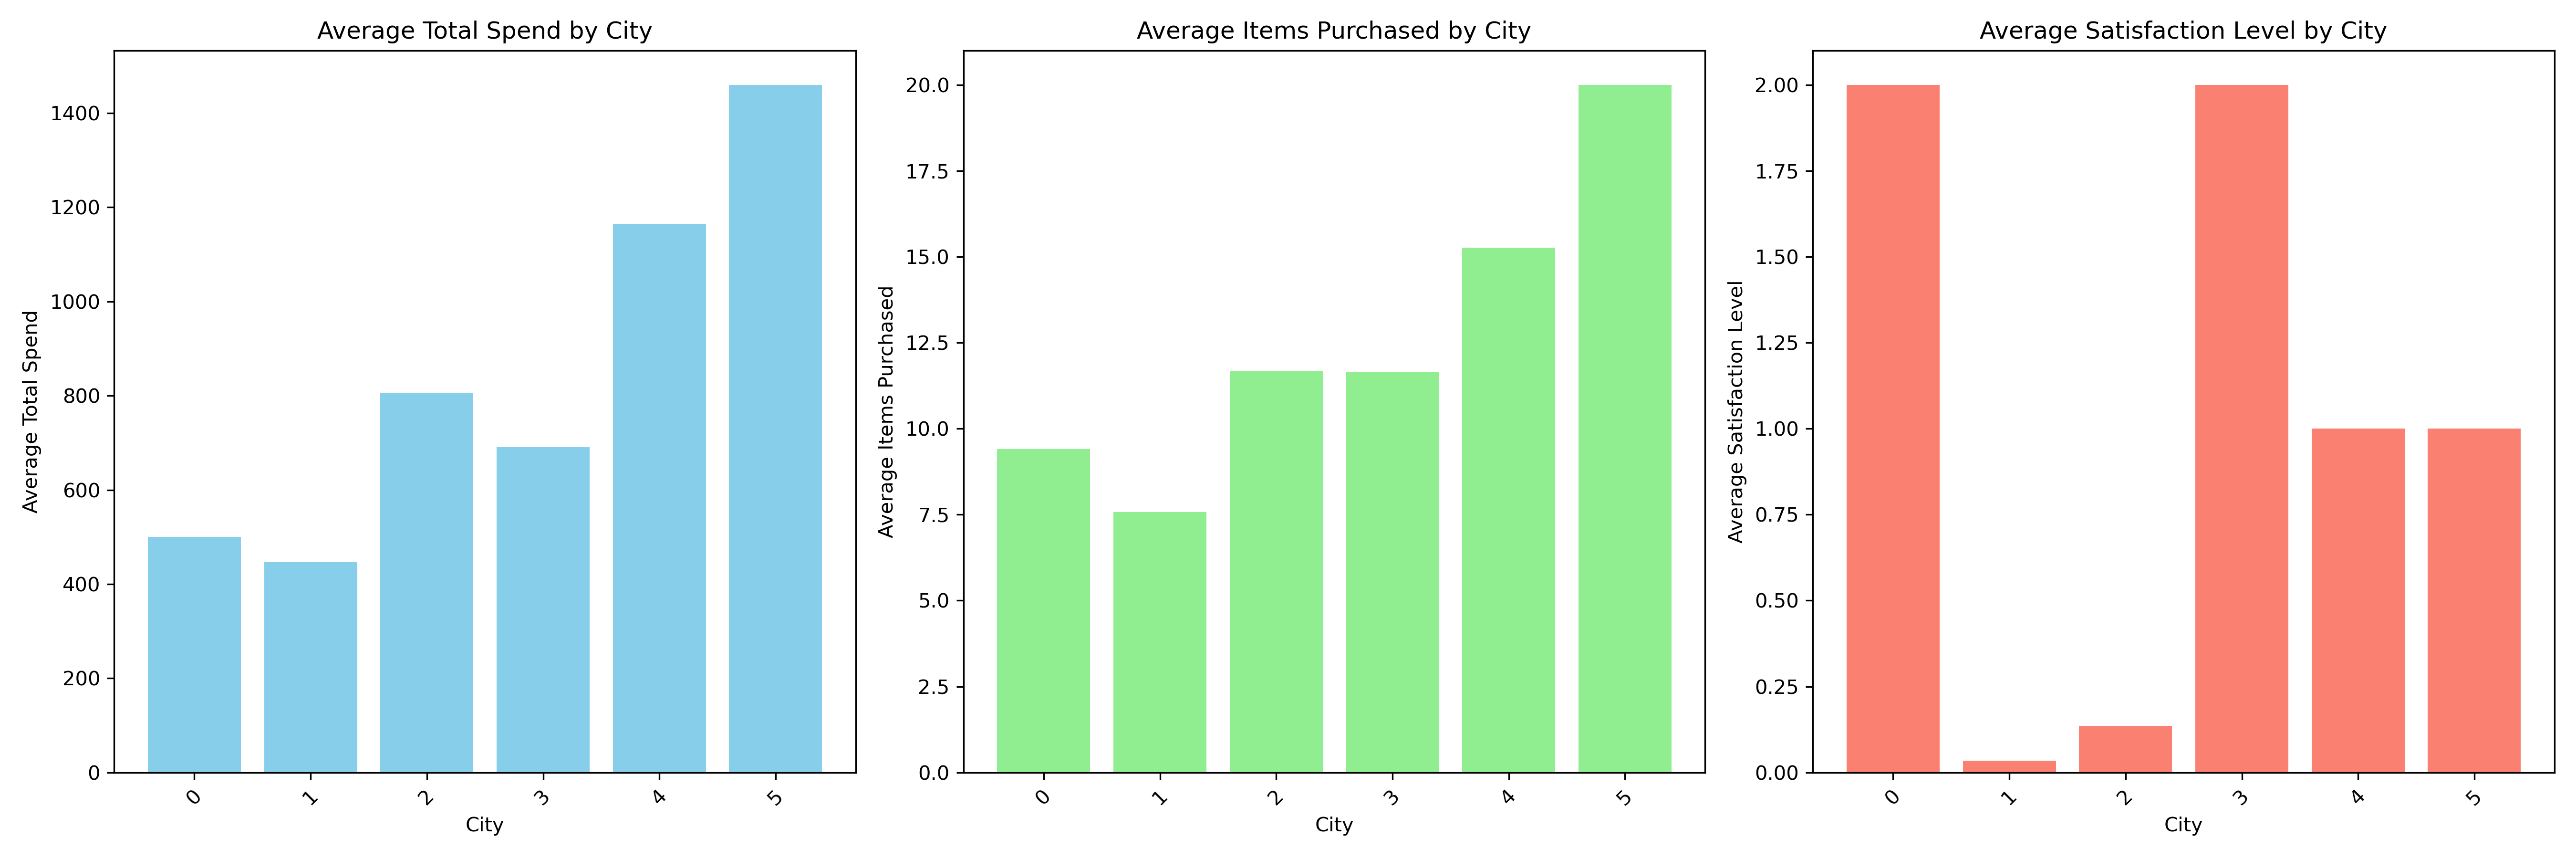 Average Total Spend by City
Average Total Spend
1400
1200
1000
800
600
400
200
0
0 1 2 3 4 5
City
Average Items Purchased by City
Average Items Purchased
20.0
17.5
15.0
12.5
10.0
7.5
5.0
2.5
0.0
0 1 2 3 4 5
City
Average Satisfaction Level by City
Average Satisfaction Level
2.00
1.75
1.50
1.25
1.00
0.75
0.50
0.25
0.00
0 1 2 3 4 5
City